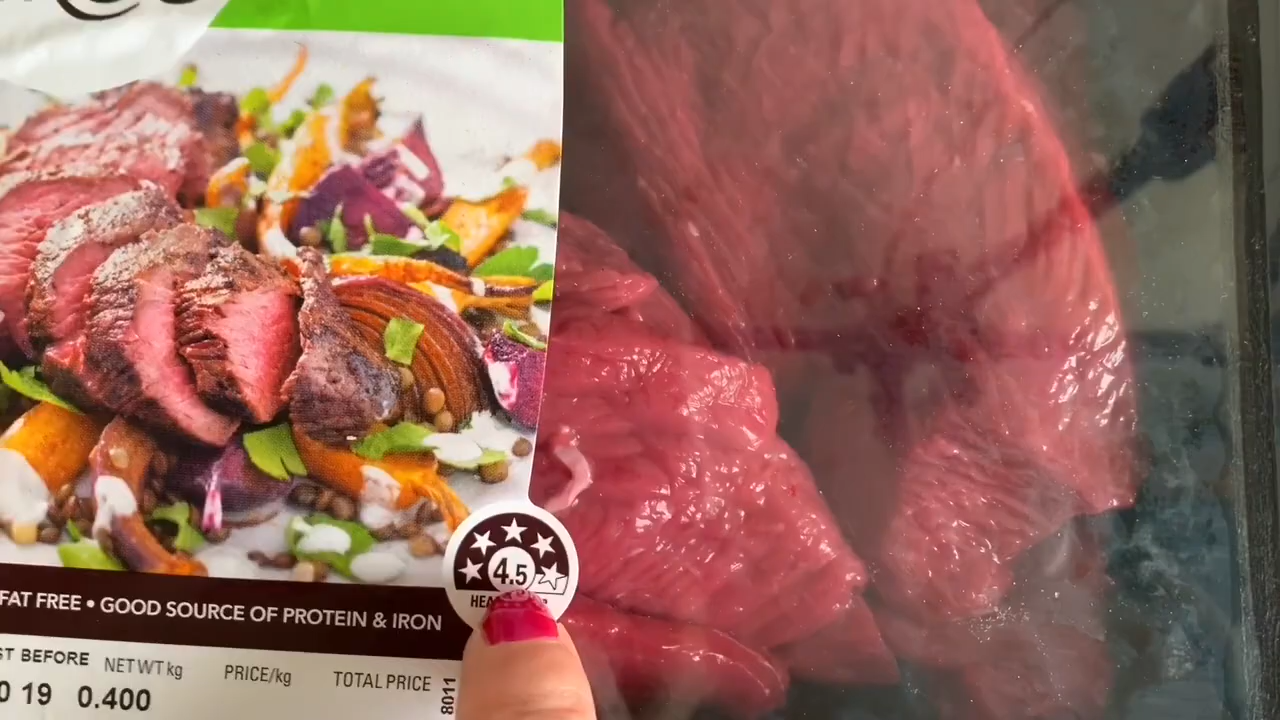 4.5
FAT FREE • GOOD SOURCE OF PROTEIN & IRON
BEFORE NET WT kg PRICE/kg TOTAL PRICE
19 0.400
8011